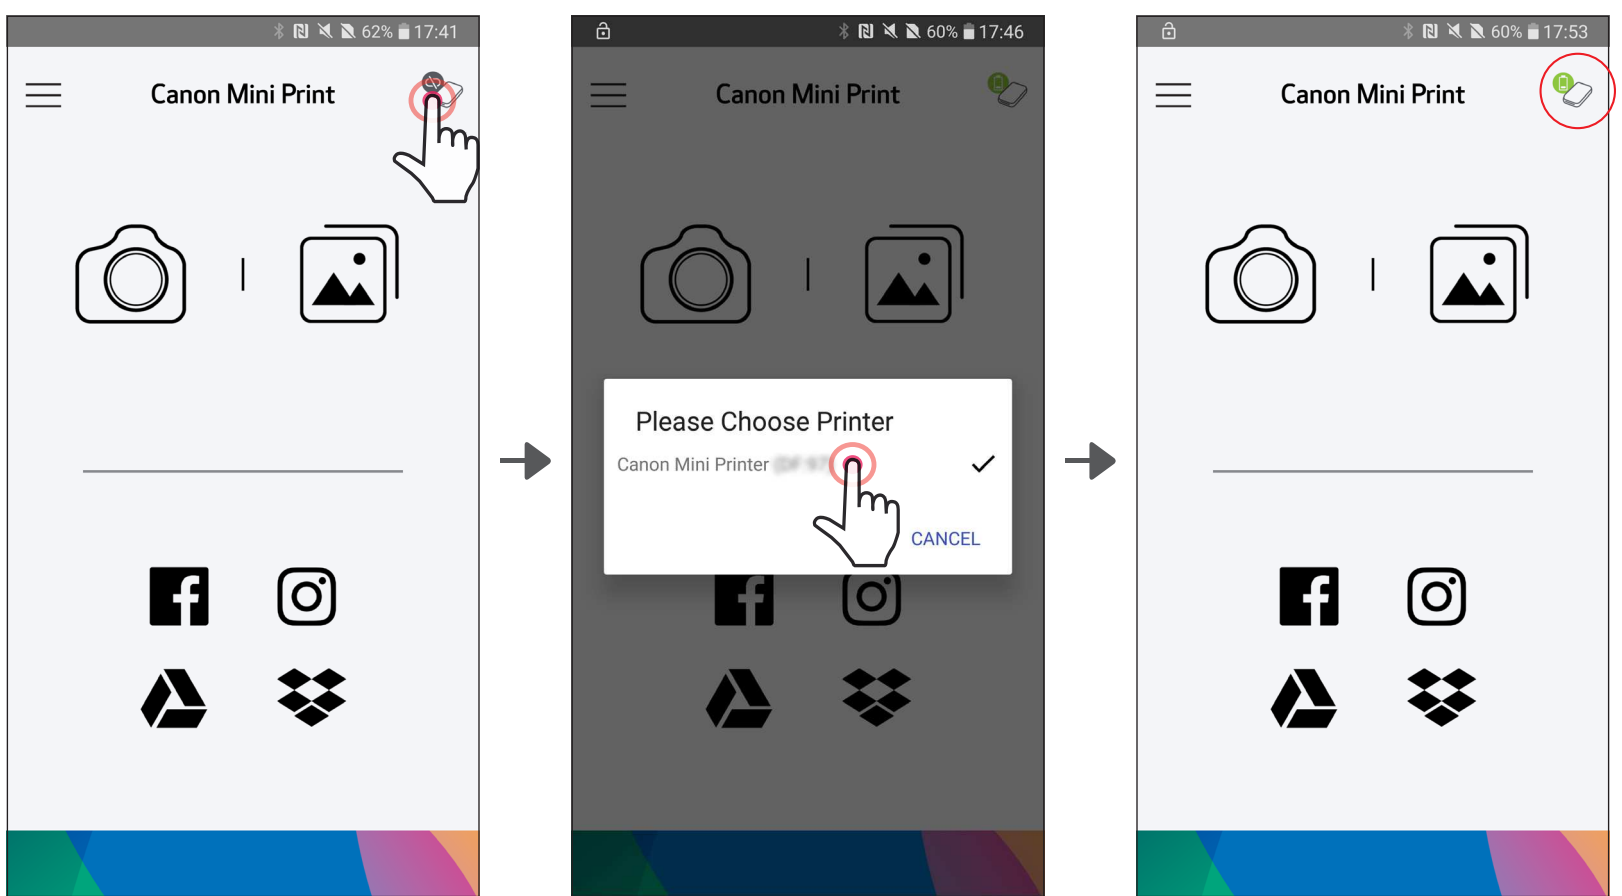 62% 17:41
Canon Mini Print
60% 17:46
Canon Mini Print
Please Choose Printer
Canon Mini Printer
CANCEL
60% 17:53
Canon Mini Print